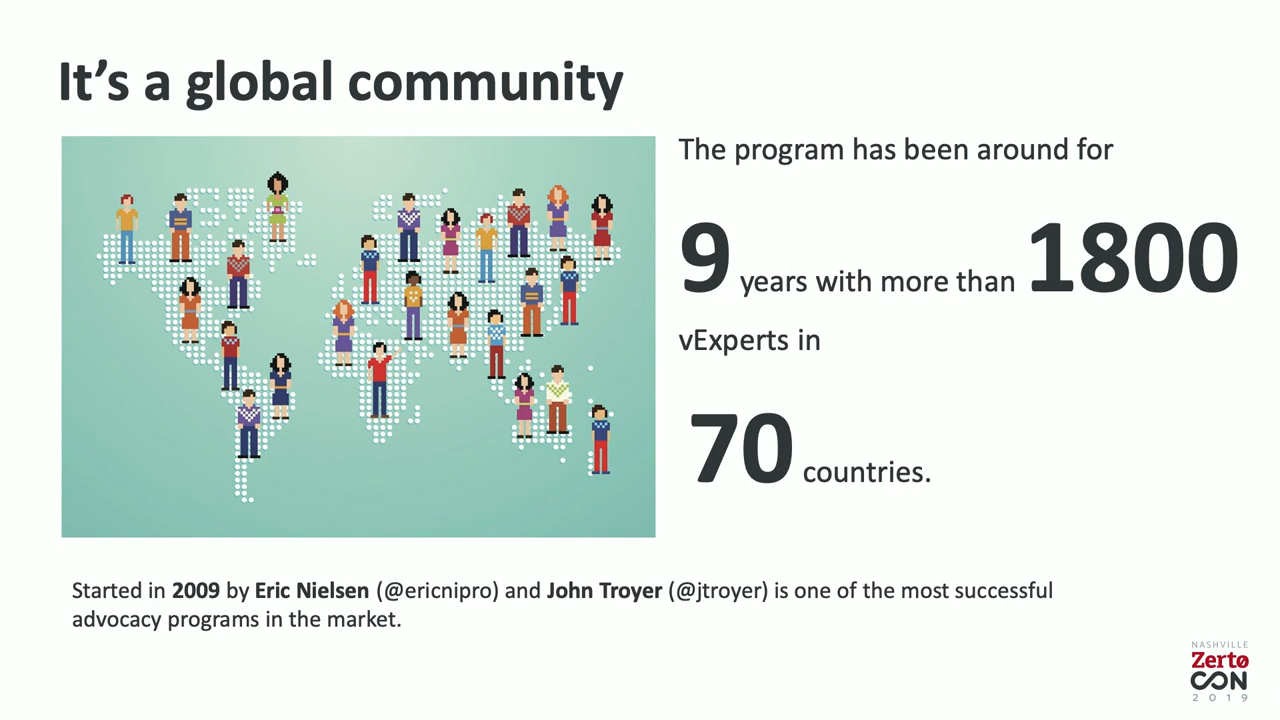 It’s a global community
The program has been around for
9 years with more than 1800
vExperts in
70 countries.
Started in 2009 by Eric Nielsen (@ericnipro) and John Troyer (@jtroyer) is one of the most successful
advocacy programs in the market.
NASHVILLE
Zerto
CON
2019